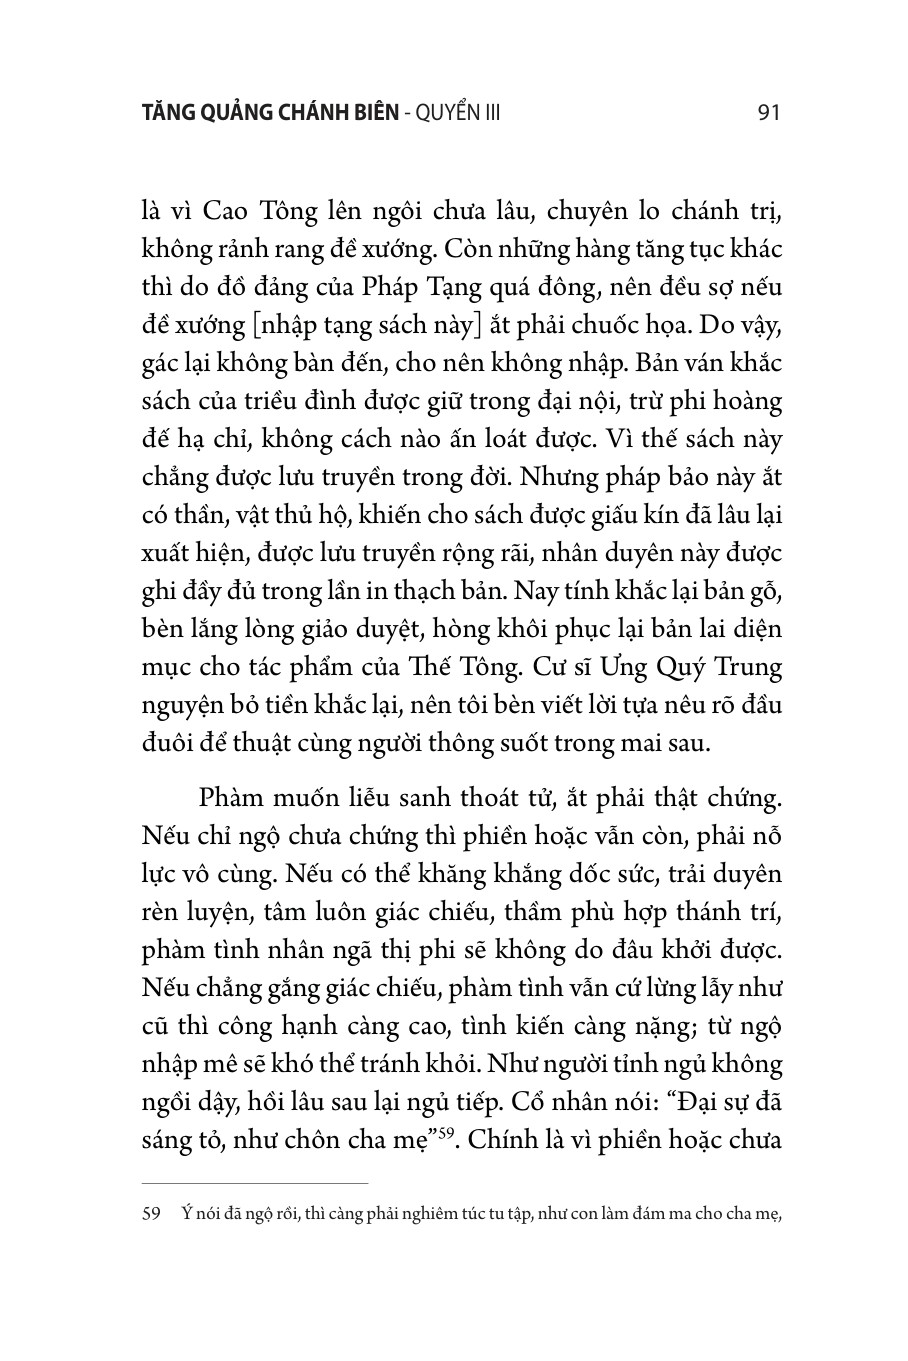 TĂNG QUẢNG CHÁNH BIÊN - QUYỂN III 91
là vì Cao Tông lên ngôi chưa lâu, chuyên lo chánh trị,
không rảnh rang đề xướng. Còn những hàng tăng tục khác
thì do đồ đảng của Pháp Tạng quá đông, nên đều sợ nếu
đề xướng [nhập tạng sách này] ắt phải chuốc họa. Do vậy,
gác lại không bàn đến, cho nên không nhập. Bản ván khắc
sách của triều đình được giữ trong đại nội, trừ phi hoàng
đế hạ chỉ, không cách nào ấn loát được. Vì thế sách này
chẳng được lưu truyền trong đời. Nhưng pháp bảo này ắt
có thần, vật thủ hộ, khiến cho sách được giấu kín đã lâu lại
xuất hiện, được lưu truyền rộng rãi, nhân duyên này được
ghi đầy đủ trong lần in thạch bản. Nay tính khắc lại bản gỗ,
bèn lắng lòng giảo duyệt, hòng khôi phục lại bản lai diện
mục cho tác phẩm của Thế Tông. Cư sĩ Ưng Quý Trung
nguyện bỏ tiền khắc lại, nên tôi bèn viết lời tựa nêu rõ đầu
đuôi để thuật cùng người thông suốt trong mai sau.
Phàm muốn liễu sanh thoát tử, ắt phải thật chứng.
Nếu chỉ ngộ chưa chứng thì phiền hoặc vẫn còn, phải nỗ
lực vô cùng. Nếu có thể khăng khắng dốc sức, trải duyên
rèn luyện, tâm luôn giác chiếu, thầm phù hợp thánh trí,
phàm tình nhân ngã thị phi sẽ không do đâu khởi được.
Nếu chẳng gắng giác chiếu, phàm tình vẫn cứ lừng lẫy như
cũ thì công hạnh càng cao, tình kiến càng nặng; từ ngộ
nhập mê sẽ khó thể tránh khỏi. Như người tỉnh ngủ không
ngồi dậy, hồi lâu sau lại ngủ tiếp. Cổ nhân nói: “Đại sự đã
sáng tỏ, như chôn cha mẹ”59. Chính là vì phiền hoặc chưa
59 Ý nói đã ngộ rồi, thì càng phải nghiêm túc tu tập, như con làm đám ma cho cha mẹ,